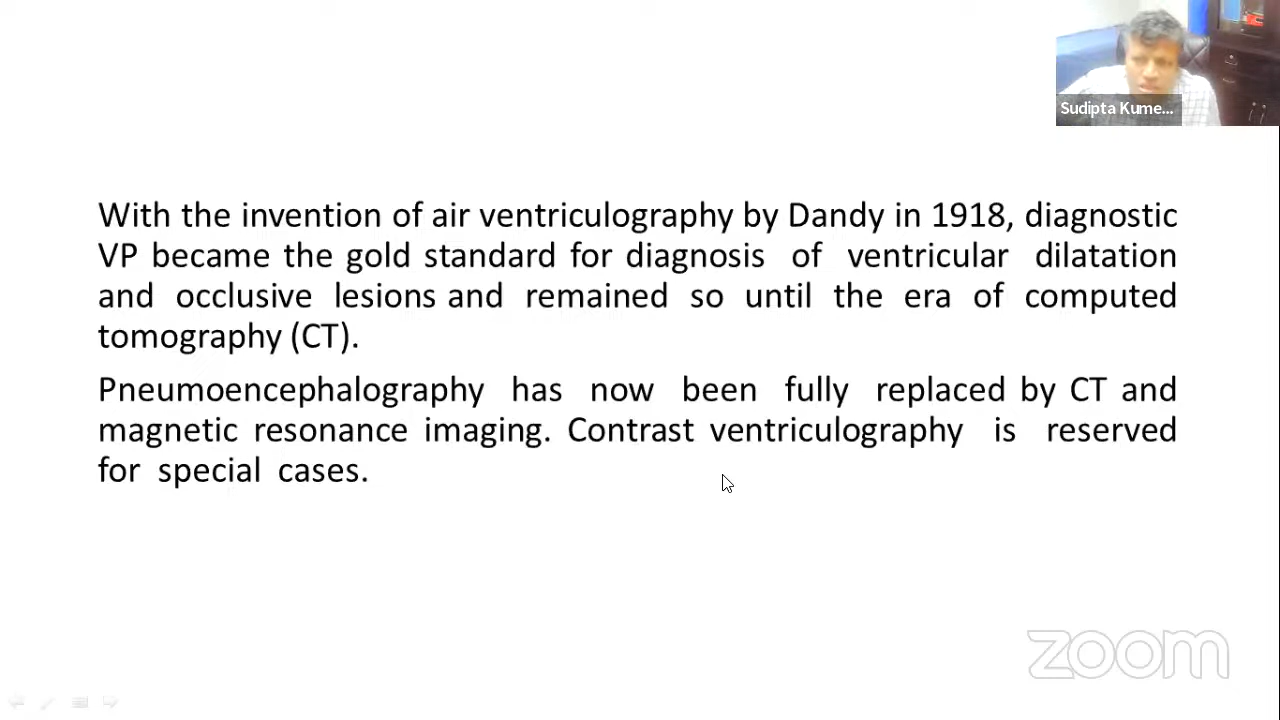 Sudipta Kume...
With the invention of air ventriculography by Dandy in 1918, diagnostic
VP became the gold standard for diagnosis of ventricular dilatation
and occlusive lesions and remained so until the era of computed
tomography (CT).
Pneumoencephalography has now been fully replaced by CT and
magnetic resonance imaging. Contrast ventriculography is reserved
for special cases.
zoom